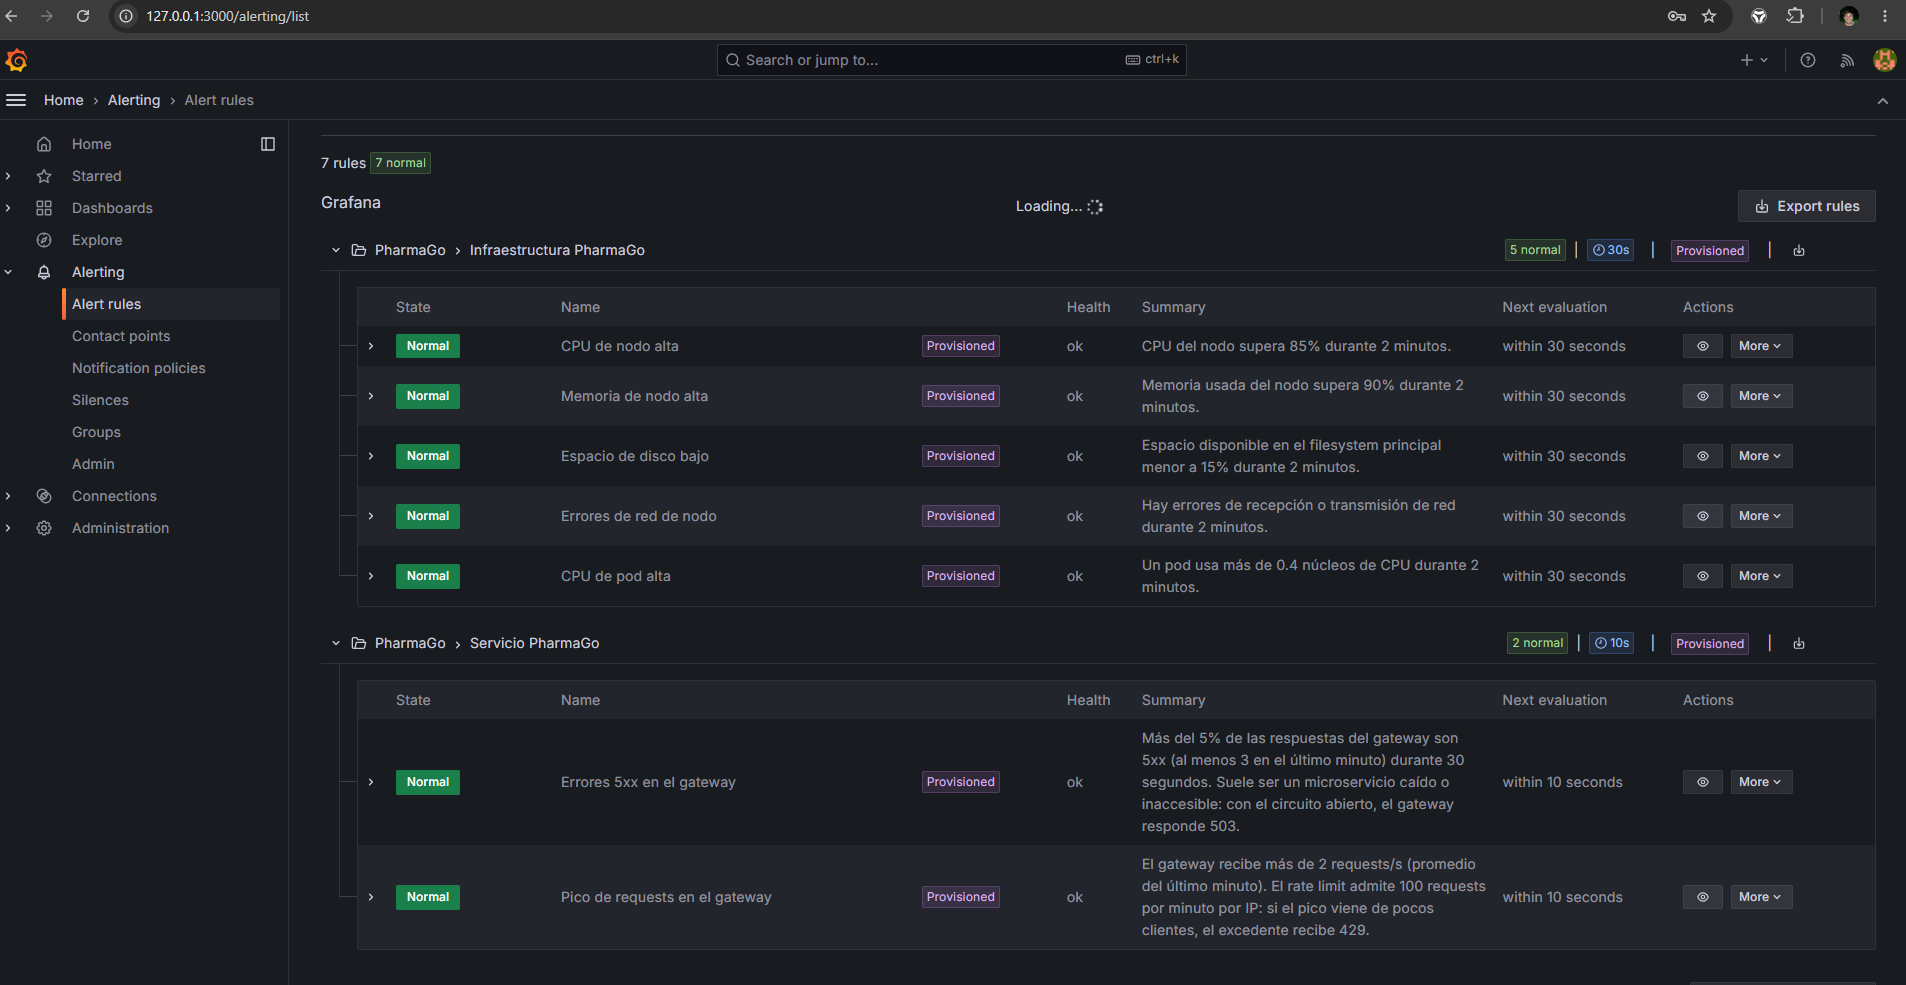 127.0.0.1:3000/alerting/list
Search or jump to... ctrl+k
Home › Alerting › Alert rules
Home
Starred
Dashboards
Explore
Alerting
Alert rules
Contact points
Notification policies
Silences
Groups
Admin
Connections
Administration
7 rules 7 normal
Grafana Loading... Export rules
PharmaGo › Infraestructura PharmaGo 5 normal | 30s | Provisioned |
State Name Health Summary Next evaluation Actions
Normal CPU de nodo alta Provisioned ok CPU del nodo supera 85% durante 2 minutos. within 30 seconds More
Normal Memoria de nodo alta Provisioned ok Memoria usada del nodo supera 90% durante 2
minutos. within 30 seconds More
Normal Espacio de disco bajo Provisioned ok Espacio disponible en el filesystem principal
menor a 15% durante 2 minutos. within 30 seconds More
Normal Errores de red de nodo Provisioned ok Hay errores de recepción o transmisión de red
durante 2 minutos. within 30 seconds More
Normal CPU de pod alta Provisioned ok Un pod usa más de 0.4 núcleos de CPU durante 2
minutos. within 30 seconds More
PharmaGo › Servicio PharmaGo 2 normal | 10s | Provisioned |
State Name Health Summary Next evaluation Actions
Normal Errores 5xx en el gateway Provisioned ok Más del 5% de las respuestas del gateway son
5xx (al menos 3 en el último minuto) durante 30
segundos. Suele ser un microservicio caído o
inaccesible: con el circuito abierto, el gateway
responde 503. within 10 seconds More
Normal Pico de requests en el gateway Provisioned ok El gateway recibe más de 2 requests/s (promedio
del último minuto). El rate limit admite 100 requests
por minuto por IP: si el pico viene de pocos
clientes, el excedente recibe 429. within 10 seconds More